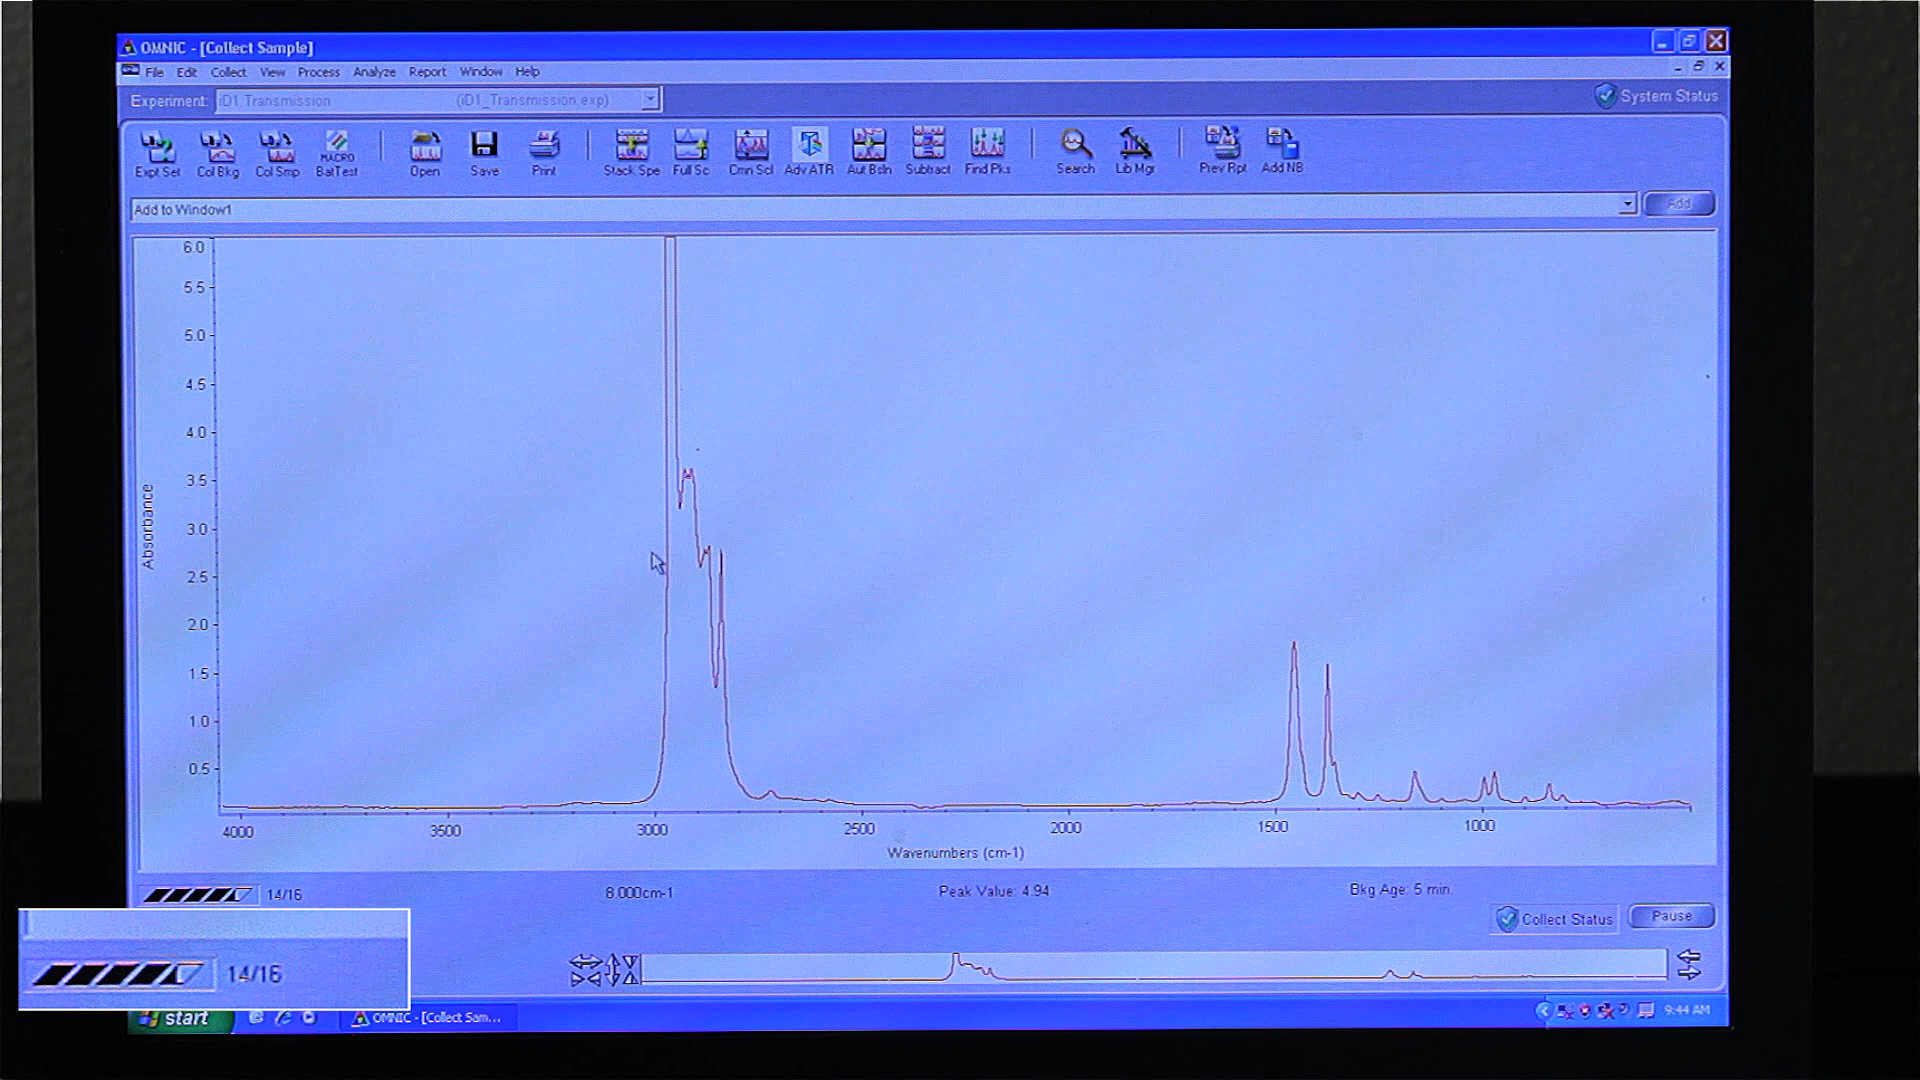 OMNIC - [Collect Sample]
File Edit Collect View Process Analyze Report Window Help
Experiment: iD1 Transmission (iD1_Transmission.exp) System Status
Expt Set Col Bkg Col Smp MACRO BatTest Open Save Print Stack Spe Full Sc Cmn Scl Adv ATR Aut Bsln Subtract Find Pks Search Lib Mgr Prev Rpt Add NB
Add to Window1 Add
6.0
5.5
5.0
4.5
4.0
3.5
3.0
2.5
2.0
1.5
1.0
0.5
Absorbance
4000 3500 3000 2500 2000 1500 1000
Wavenumbers (cm-1)
14/16 8.000cm-1 Peak Value: 4.94 Bkg Age: 5 min.
Collect Status Pause
14/16
start OMNIC - [Collect Sam... 9:44 AM